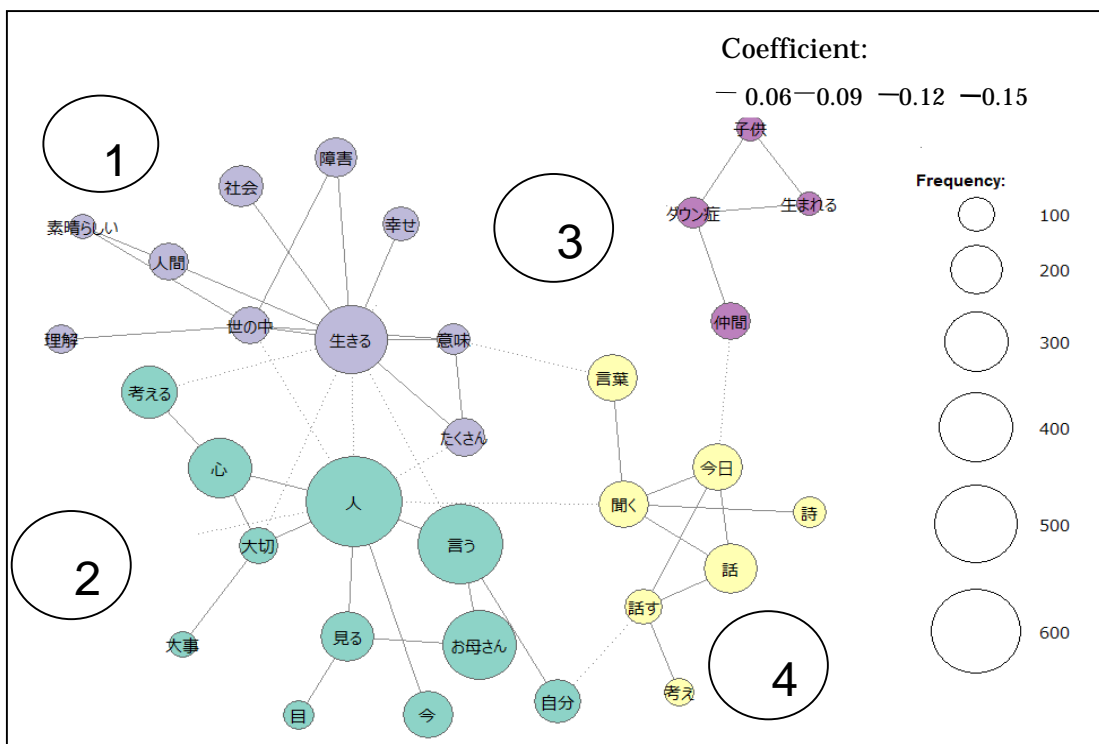 Coefficient:
0.06 0.09 0.12 0.15
Frequency:
100
200
300
400
500
600
1
障害
社会
素晴らしい
幸せ
人間
理解
世の中
生きる
意味
たくさん
2
考える
心
人
言う
大切
大事
見る
お母さん
目
今
自分
3
子供
ダウン症
生まれる
仲間
4
言葉
今日
聞く
詩
話
話す
考え